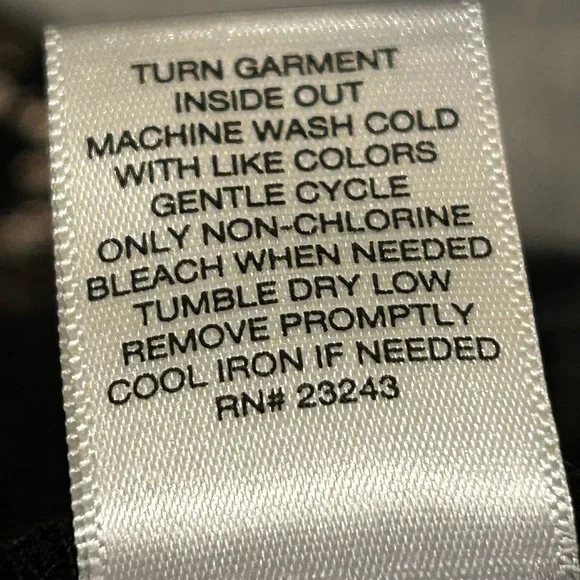 TURN GARMENT
INSIDE OUT
MACHINE WASH COLD
WITH LIKE COLORS
GENTLE CYCLE
ONLY NON-CHLORINE
BLEACH WHEN NEEDED
TUMBLE DRY LOW
REMOVE PROMPTLY
COOL IRON IF NEEDED
RN# 23243